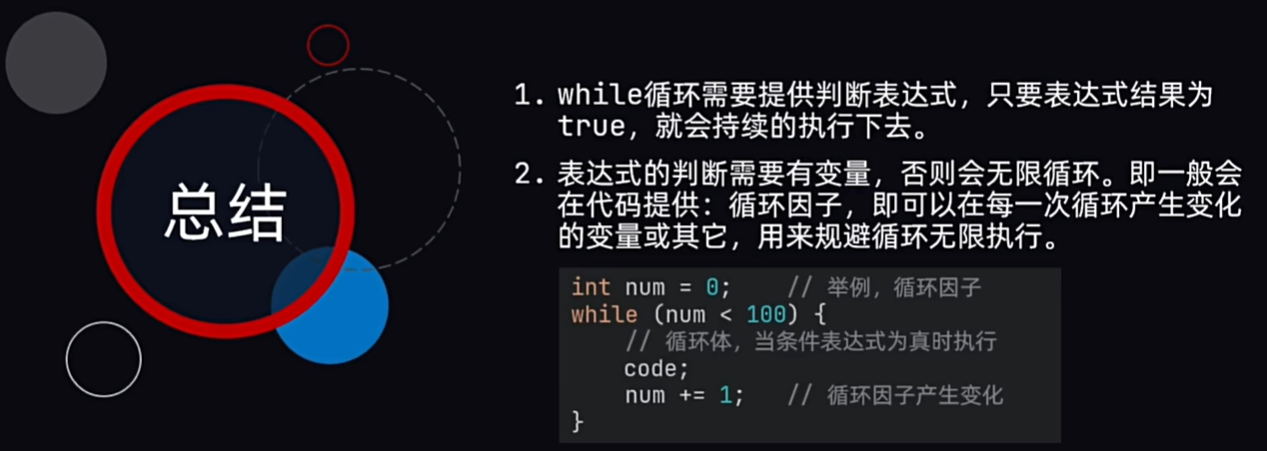 总结
1. while循环需要提供判断表达式，只要表达式结果为
true，就会持续的执行下去。
2. 表达式的判断需要有变量，否则会无限循环。即一般会
在代码提供：循环因子，即可以在每一次循环产生变化
的变量或其它，用来规避循环无限执行。
int num = 0;    // 举例，循环因子
while (num < 100) {
    // 循环体，当条件表达式为真时执行
    code;
    num += 1;   // 循环因子产生变化
}